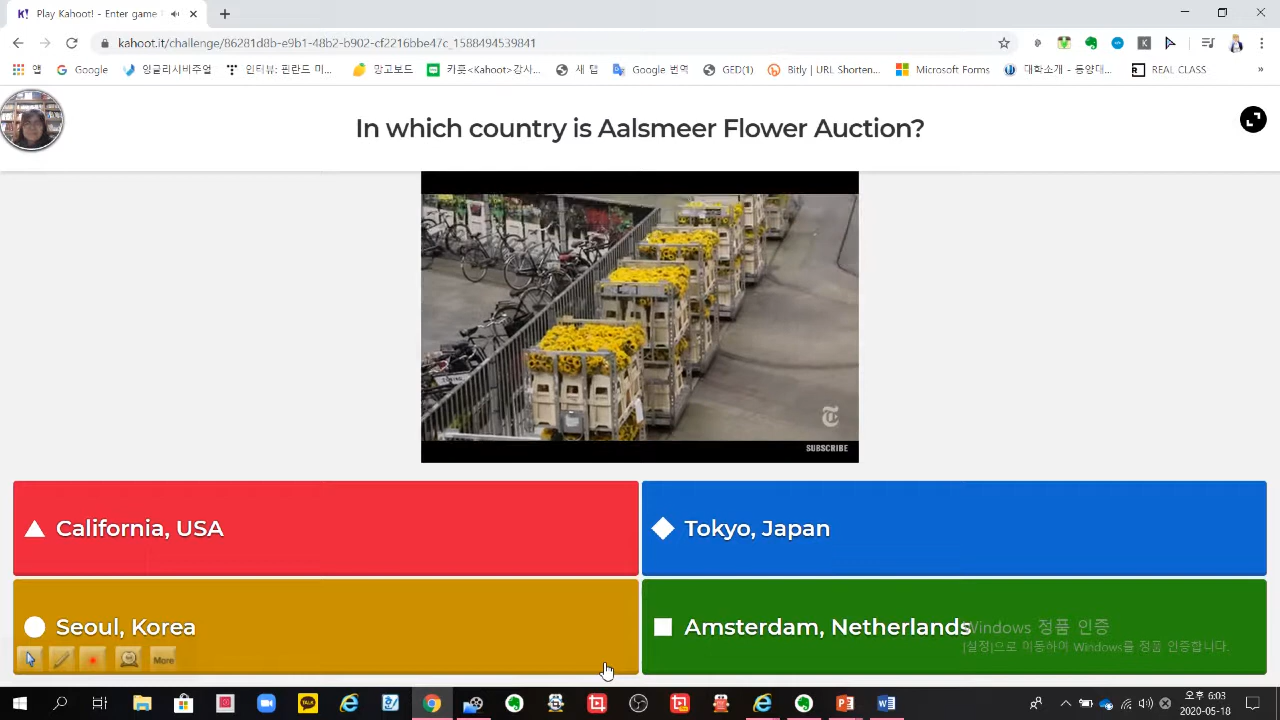 K! Play Kahoot! - Enter game
kahoot.it/challenge/86281d8b-e9b1-48b2-b902-cf2216bbe47c_1588494539841
앱 Google 잉글리시비주얼 인터뷰: 핀란드 미... 망고보드 키풋<Kahoot>강사... 새 탭 Google 번역 GED(1) Bitly | URL Shorten... Microsoft Forms 대학소개 - 동양대... REAL CLASS »
In which country is Aalsmeer Flower Auction?
SUBSCRIBE
California, USA
Tokyo, Japan
Seoul, Korea
Amsterdam, Netherlands
Windows 정품 인증
[설정]으로 이동하여 Windows를 정품 인증합니다.
More
오후 6:03
2020-05-18